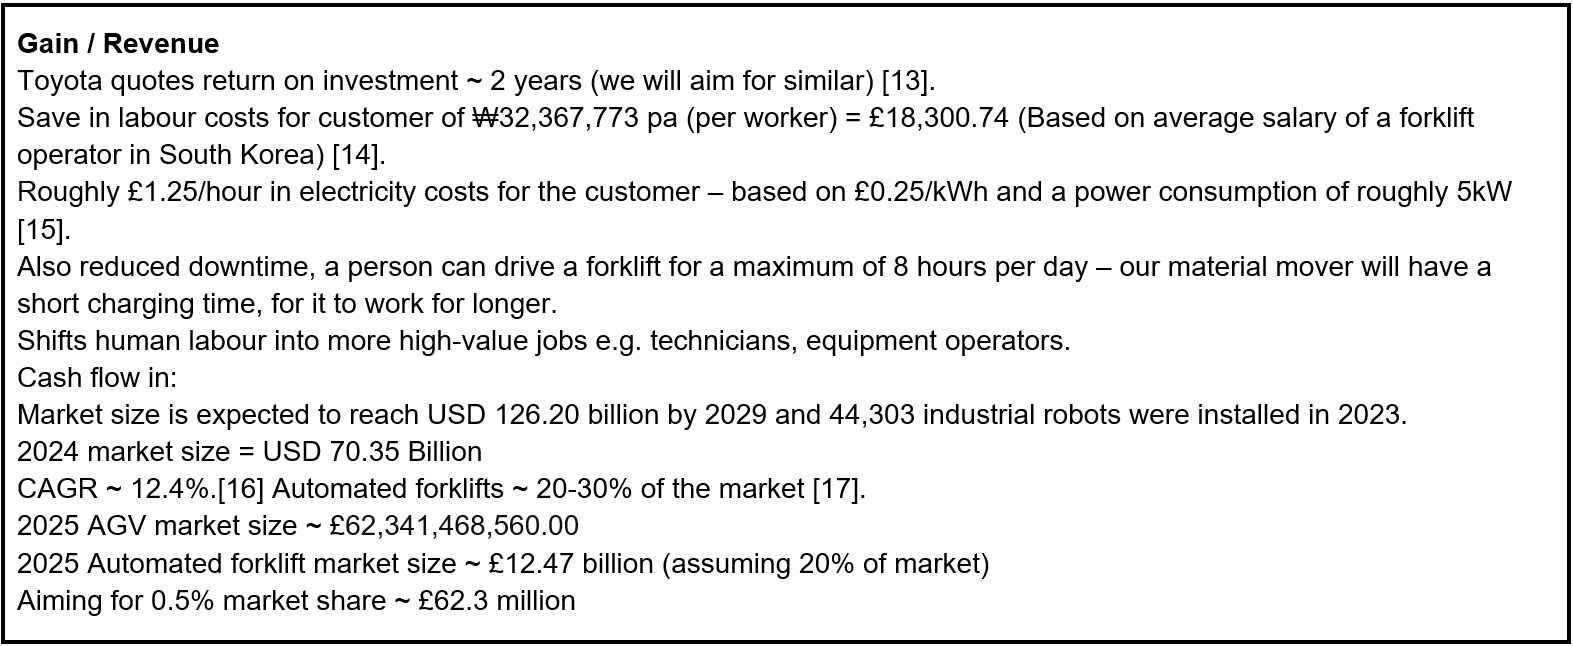 Gain / Revenue
Toyota quotes return on investment ~ 2 years (we will aim for similar) [13].
Save in labour costs for customer of ₩32,367,773 pa (per worker) = £18,300.74 (Based on average salary of a forklift
operator in South Korea) [14].
Roughly £1.25/hour in electricity costs for the customer – based on £0.25/kWh and a power consumption of roughly 5kW
[15].
Also reduced downtime, a person can drive a forklift for a maximum of 8 hours per day – our material mover will have a
short charging time, for it to work for longer.
Shifts human labour into more high-value jobs e.g. technicians, equipment operators.
Cash flow in:
Market size is expected to reach USD 126.20 billion by 2029 and 44,303 industrial robots were installed in 2023.
2024 market size = USD 70.35 Billion
CAGR ~ 12.4%.[16] Automated forklifts ~ 20-30% of the market [17].
2025 AGV market size ~ £62,341,468,560.00
2025 Automated forklift market size ~ £12.47 billion (assuming 20% of market)
Aiming for 0.5% market share ~ £62.3 million